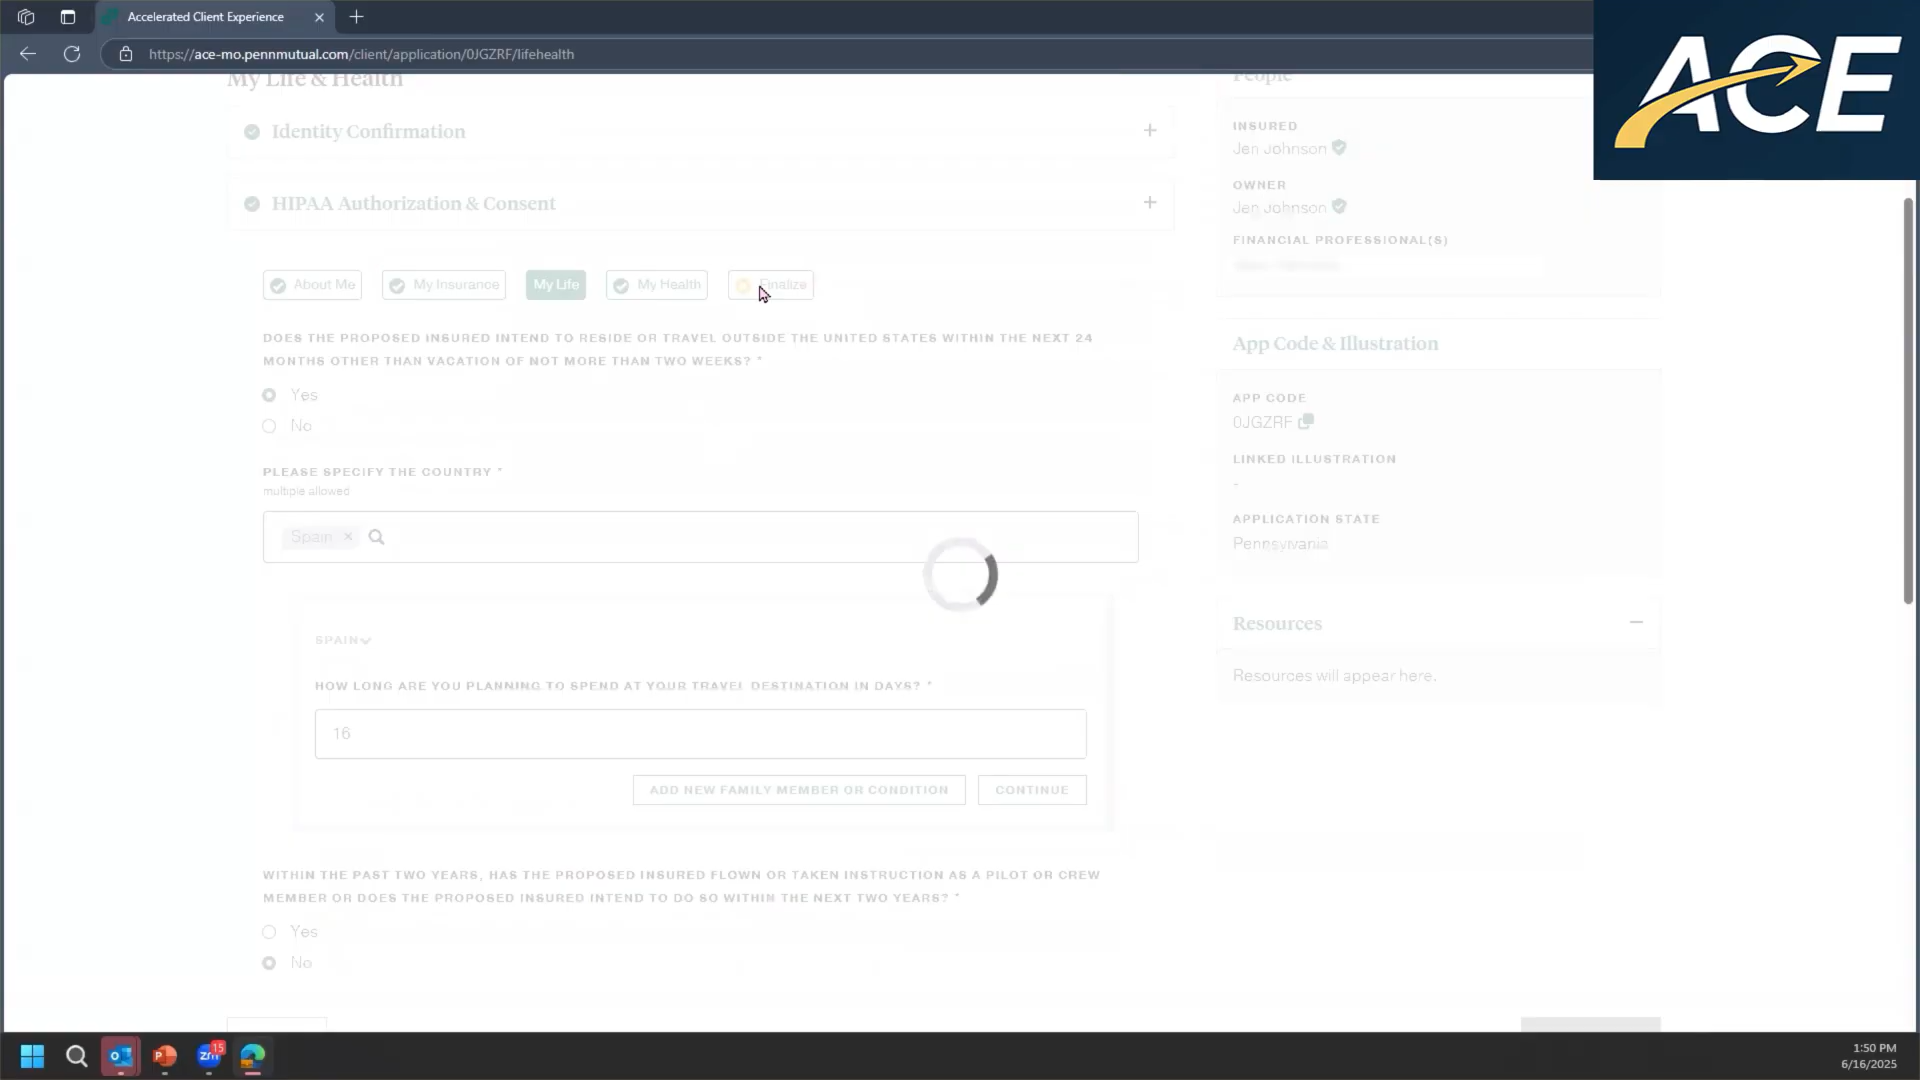 Accelerated Client Experience
https://ace-mo.pennmutual.com/client/application/0JGZRF/lifehealth
ACE
My Life & Health
Identity Confirmation
HIPAA Authorization & Consent
About Me
My Insurance
My Life
My Health
Finalize
DOES THE PROPOSED INSURED INTEND TO RESIDE OR TRAVEL OUTSIDE THE UNITED STATES WITHIN THE NEXT 24
MONTHS OTHER THAN VACATION OF NOT MORE THAN TWO WEEKS? *
Yes
No
PLEASE SPECIFY THE COUNTRY *
multiple allowed
Spain ×
SPAIN
HOW LONG ARE YOU PLANNING TO SPEND AT YOUR TRAVEL DESTINATION IN DAYS? *
16
ADD NEW FAMILY MEMBER OR CONDITION
CONTINUE
WITHIN THE PAST TWO YEARS, HAS THE PROPOSED INSURED FLOWN OR TAKEN INSTRUCTION AS A PILOT OR CREW
MEMBER OR DOES THE PROPOSED INSURED INTEND TO DO SO WITHIN THE NEXT TWO YEARS? *
Yes
No
People
INSURED
Jen Johnson
OWNER
Jen Johnson
FINANCIAL PROFESSIONAL(S)
App Code & Illustration
APP CODE
0JGZRF
LINKED ILLUSTRATION
-
APPLICATION STATE
Pennsylvania
Resources
Resources will appear here.
15
1:50 PM
6/16/2025